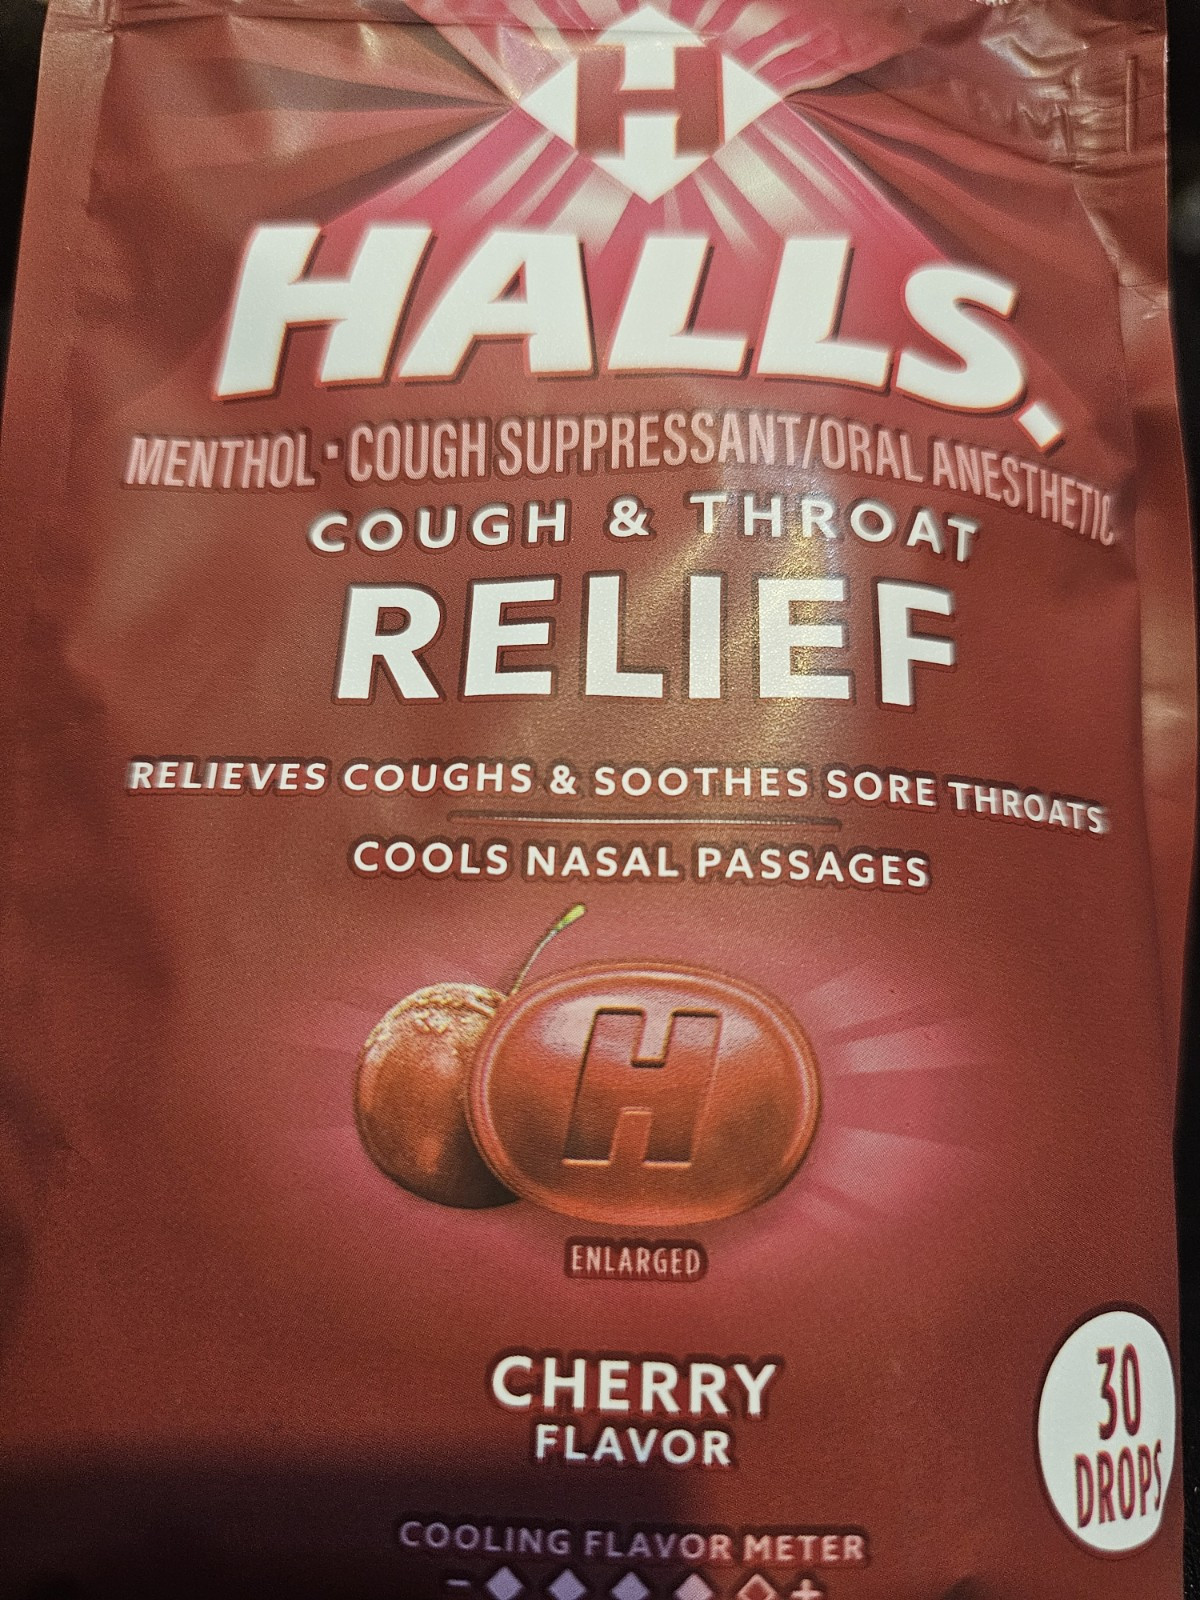 H
HALLS.
MENTHOL • COUGH SUPPRESSANT/ORAL ANESTHETIC
COUGH & THROAT
RELIEF
RELIEVES COUGHS & SOOTHES SORE THROATS
COOLS NASAL PASSAGES
H
ENLARGED
CHERRY
FLAVOR
30
DROPS
COOLING FLAVOR METER
- +